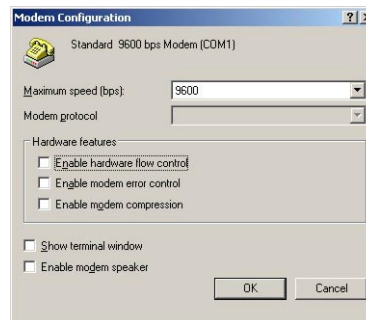 Modem Configuration
Standard 9600 bps Modem (COM1)
Maximum speed (bps):
9600
Modem protocol
Hardware features
Enable hardware flow control
Enable modem error control
Enable modem compression
Show terminal window
Enable modem speaker
OK
Cancel